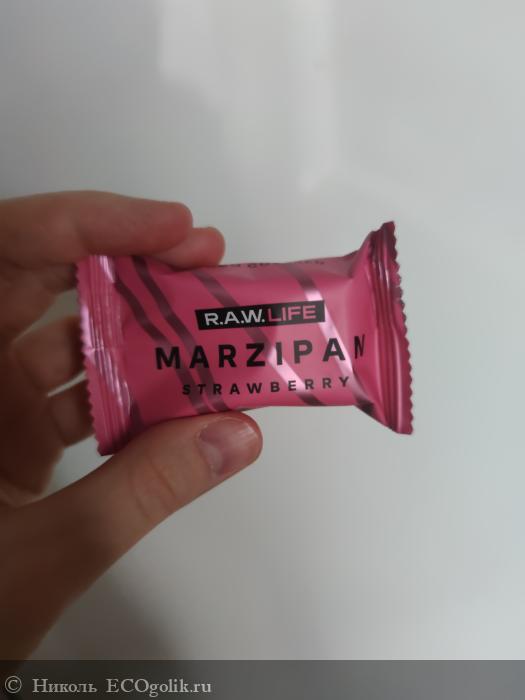 R.A.W.LIFE
MARZIPAN
STRAWBERRY
© Николь ECOgolik.ru